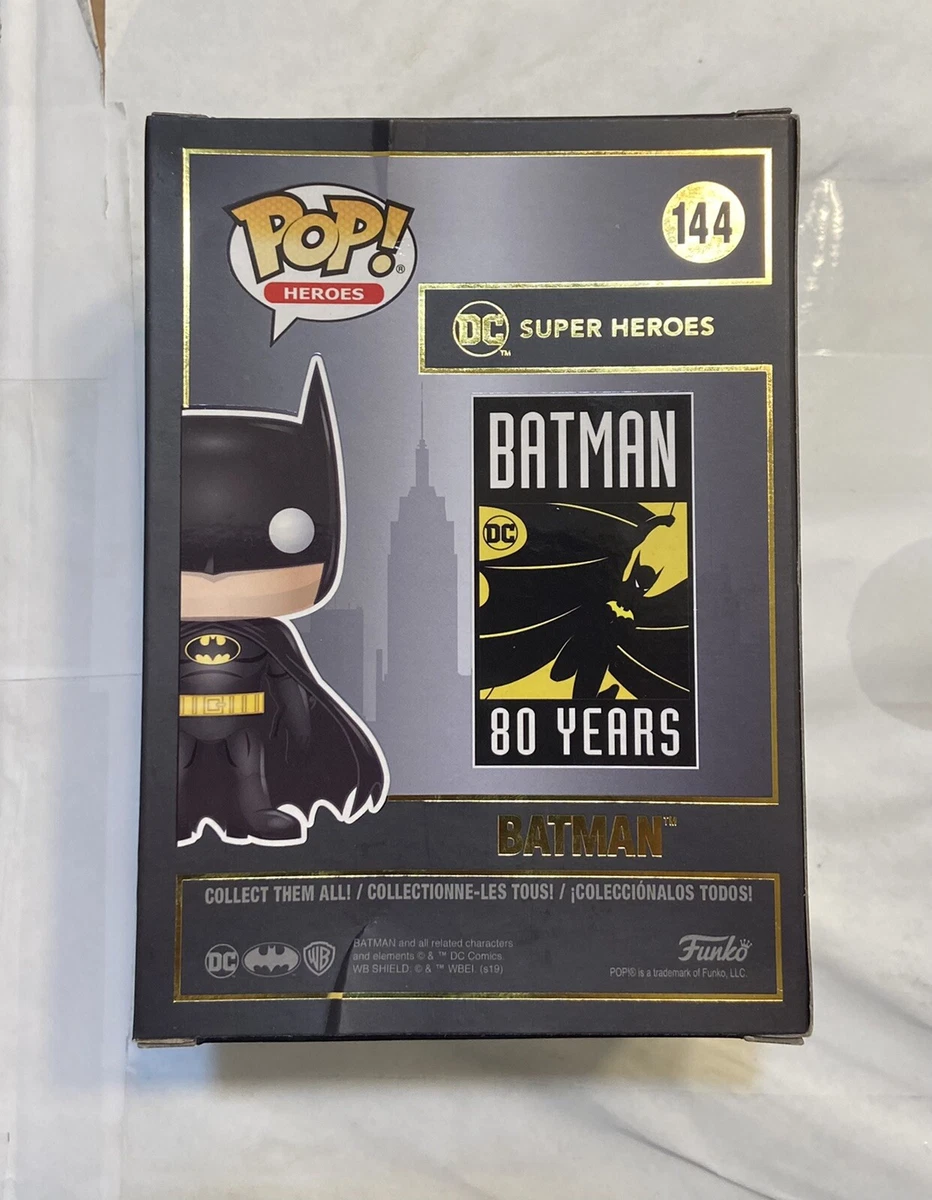 POP!®
HEROES
144
DC™ SUPER HEROES
BATMAN
DC
80 YEARS
BATMAN™
COLLECT THEM ALL! / COLLECTIONNE-LES TOUS! / ¡COLECCIÓNALOS TODOS!
DC WB
BATMAN and all related characters
and elements © & ™ DC Comics
WB SHIELD: © & ™ WBEI. (s19)
Funko
POP!® is a trademark of Funko, LLC.